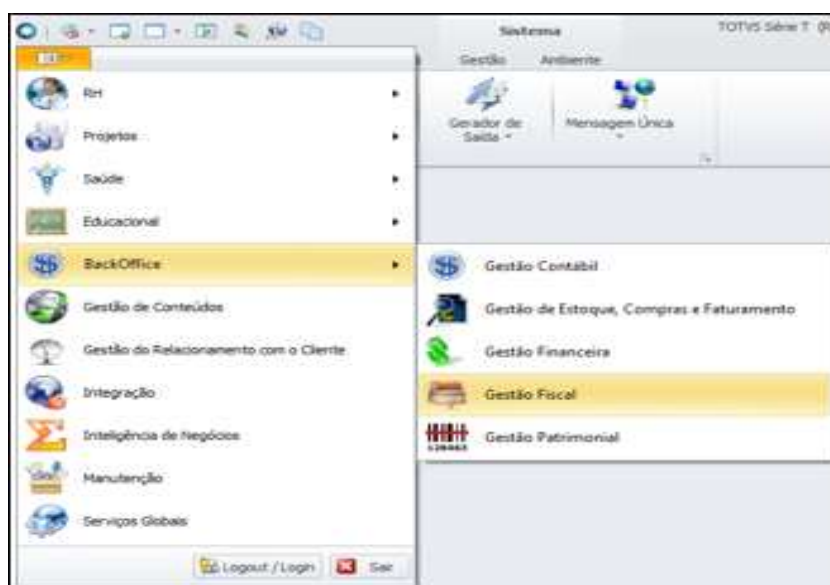 Sistema
TOTVS Série T (R
Gestão Ambiente
Gerador de
Saída
Mensagem Única
RH
Projetos
Saúde
Educacional
BackOffice
Gestão de Conteúdos
Gestão do Relacionamento com o Cliente
Integração
Inteligência de Negócios
Manutenção
Serviços Globais
Gestão Contábil
Gestão de Estoque, Compras e Faturamento
Gestão Financeira
Gestão Fiscal
Gestão Patrimonial
Logout / Login Sair